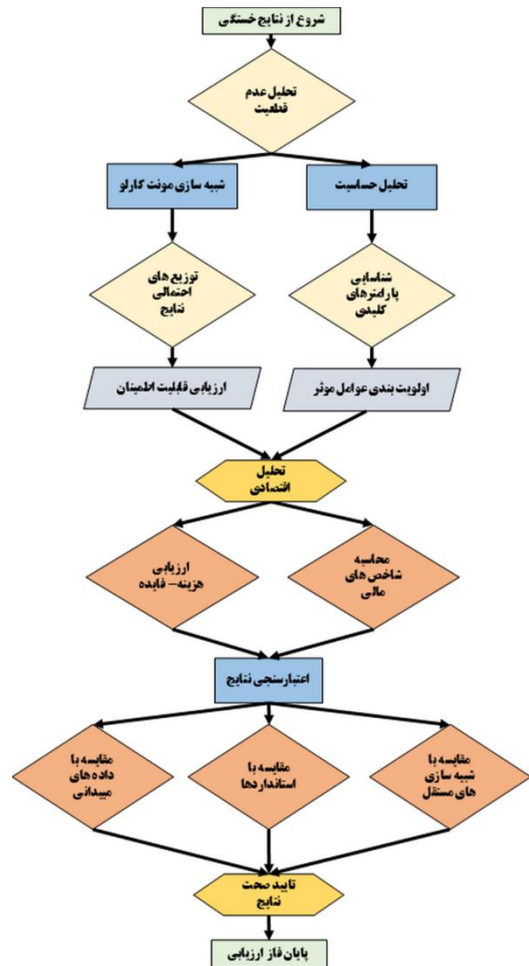 شروع از نتایج خستگی
تحلیل عدم
قطعیت
تحلیل حساسیت
شبیه سازی مونت کارلو
شناسایی
پارامترهای
کلیدی
توزیع های
احتمالی
نتایج
اولویت بندی عوامل موثر
ارزیابی قابلیت اطمینان
تحلیل
اقتصادی
محاسبه
شاخص های
مالی
ارزیابی
هزینه- فایده
اعتبارسنجی نتایج
مقایسه با
شبیه سازی
های مستقل
مقایسه با
استانداردها
مقایسه با
داده های
میدانی
تایید صحت
نتایج
پایان فاز ارزیابی